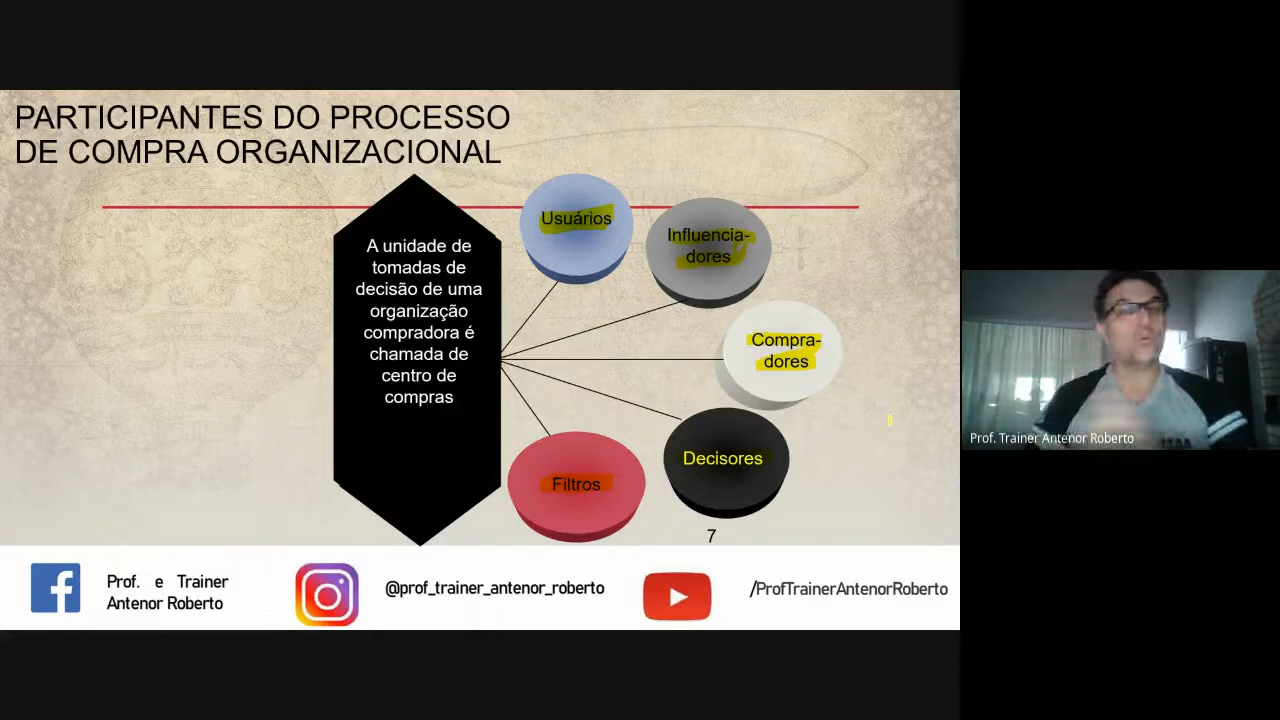 PARTICIPANTES DO PROCESSO
DE COMPRA ORGANIZACIONAL
A unidade de
tomadas de
decisão de uma
organização
compradora é
chamada de
centro de
compras
Usuários
Influencia-
dores
Compra-
dores
Decisores
Filtros
7
Prof. e Trainer
Antenor Roberto
@prof_trainer_antenor_roberto
/ProfTrainerAntenorRoberto
Prof. Trainer Antenor Roberto